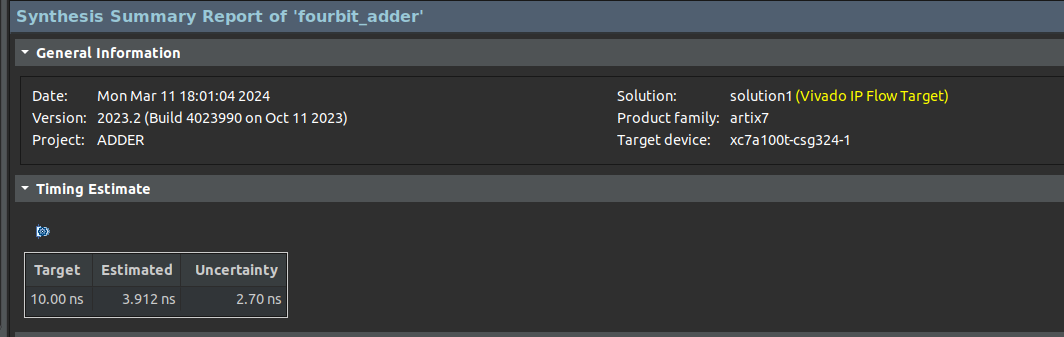 Synthesis Summary Report of 'fourbit_adder'
General Information
Date: Mon Mar 11 18:01:04 2024
Solution: solution1 (Vivado IP Flow Target)
Version: 2023.2 (Build 4023990 on Oct 11 2023)
Product family: artix7
Project: ADDER
Target device: xc7a100t-csg324-1
Timing Estimate
Target Estimated Uncertainty
10.00 ns 3.912 ns 2.70 ns